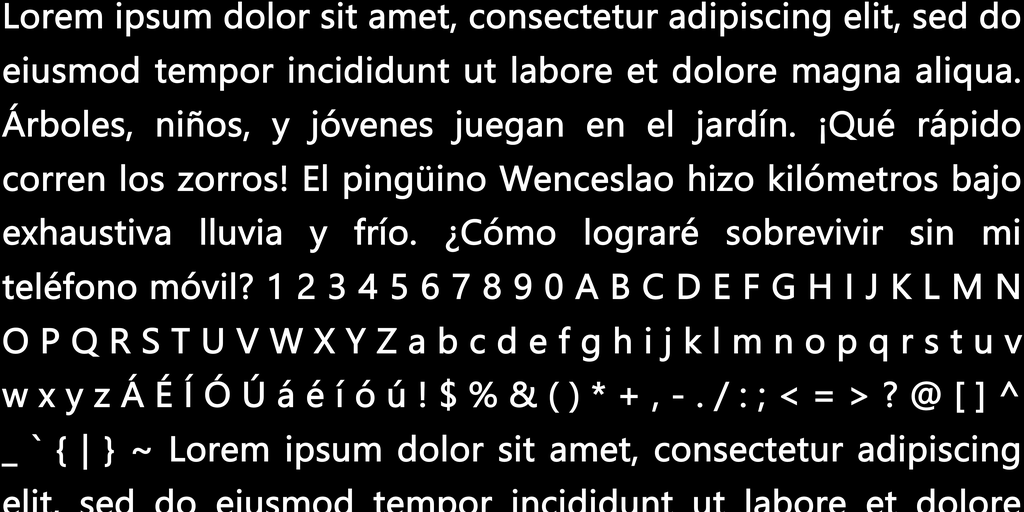 Lorem ipsum dolor sit amet, consectetur adipiscing elit, sed do
eiusmod tempor incididunt ut labore et dolore magna aliqua.
Árboles, niños, y jóvenes juegan en el jardín. ¡Qué rápido
corren los zorros! El pingüino Wenceslao hizo kilómetros bajo
exhaustiva lluvia y frío. ¿Cómo lograré sobrevivir sin mi
teléfono móvil? 1 2 3 4 5 6 7 8 9 0 A B C D E F G H I J K L M N
O P Q R S T U V W X Y Z a b c d e f g h i j k l m n o p q r s t u v
w x y z Á É Í Ó Ú á é í ó ú ! $ % & ( ) * + , - . / : ; < = > ? @ [ ] ^
_ ` { | } ~ Lorem ipsum dolor sit amet, consectetur adipiscing
elit, sed do eiusmod tempor incididunt ut labore et dolore